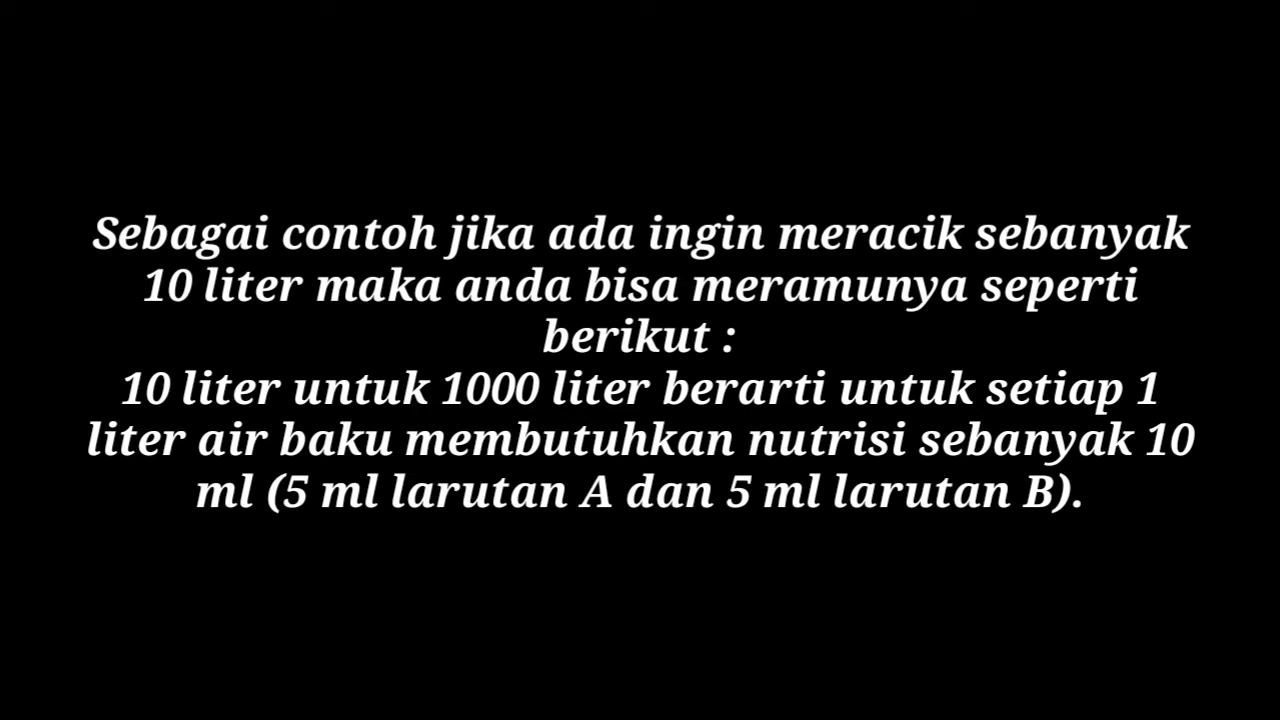 Sebagai contoh jika ada ingin meracik sebanyak
10 liter maka anda bisa meramunya seperti
berikut :
10 liter untuk 1000 liter berarti untuk setiap 1
liter air baku membutuhkan nutrisi sebanyak 10
ml (5 ml larutan A dan 5 ml larutan B).